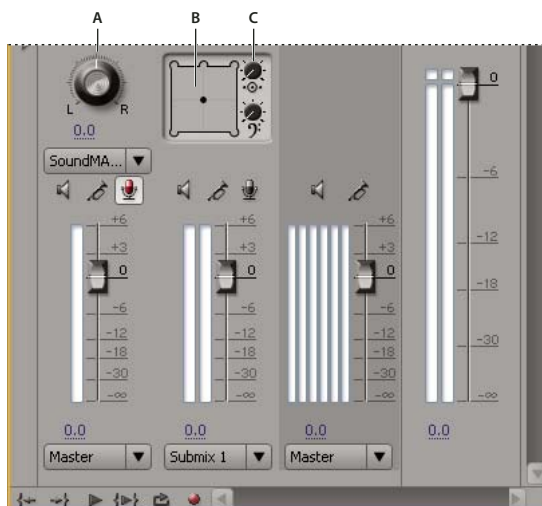 A B C
L R
0.0
SoundMA...
+6 +6 +6 0
+3 +3 +3 -6
0 0 0 -12
-6 -6 -6 -18
-12 -12 -12 -30
-18 -18 -18
-30 -30 -30
-∞ -∞ -∞ -∞
0.0 0.0 0.0 0.0
Master Submix 1 Master